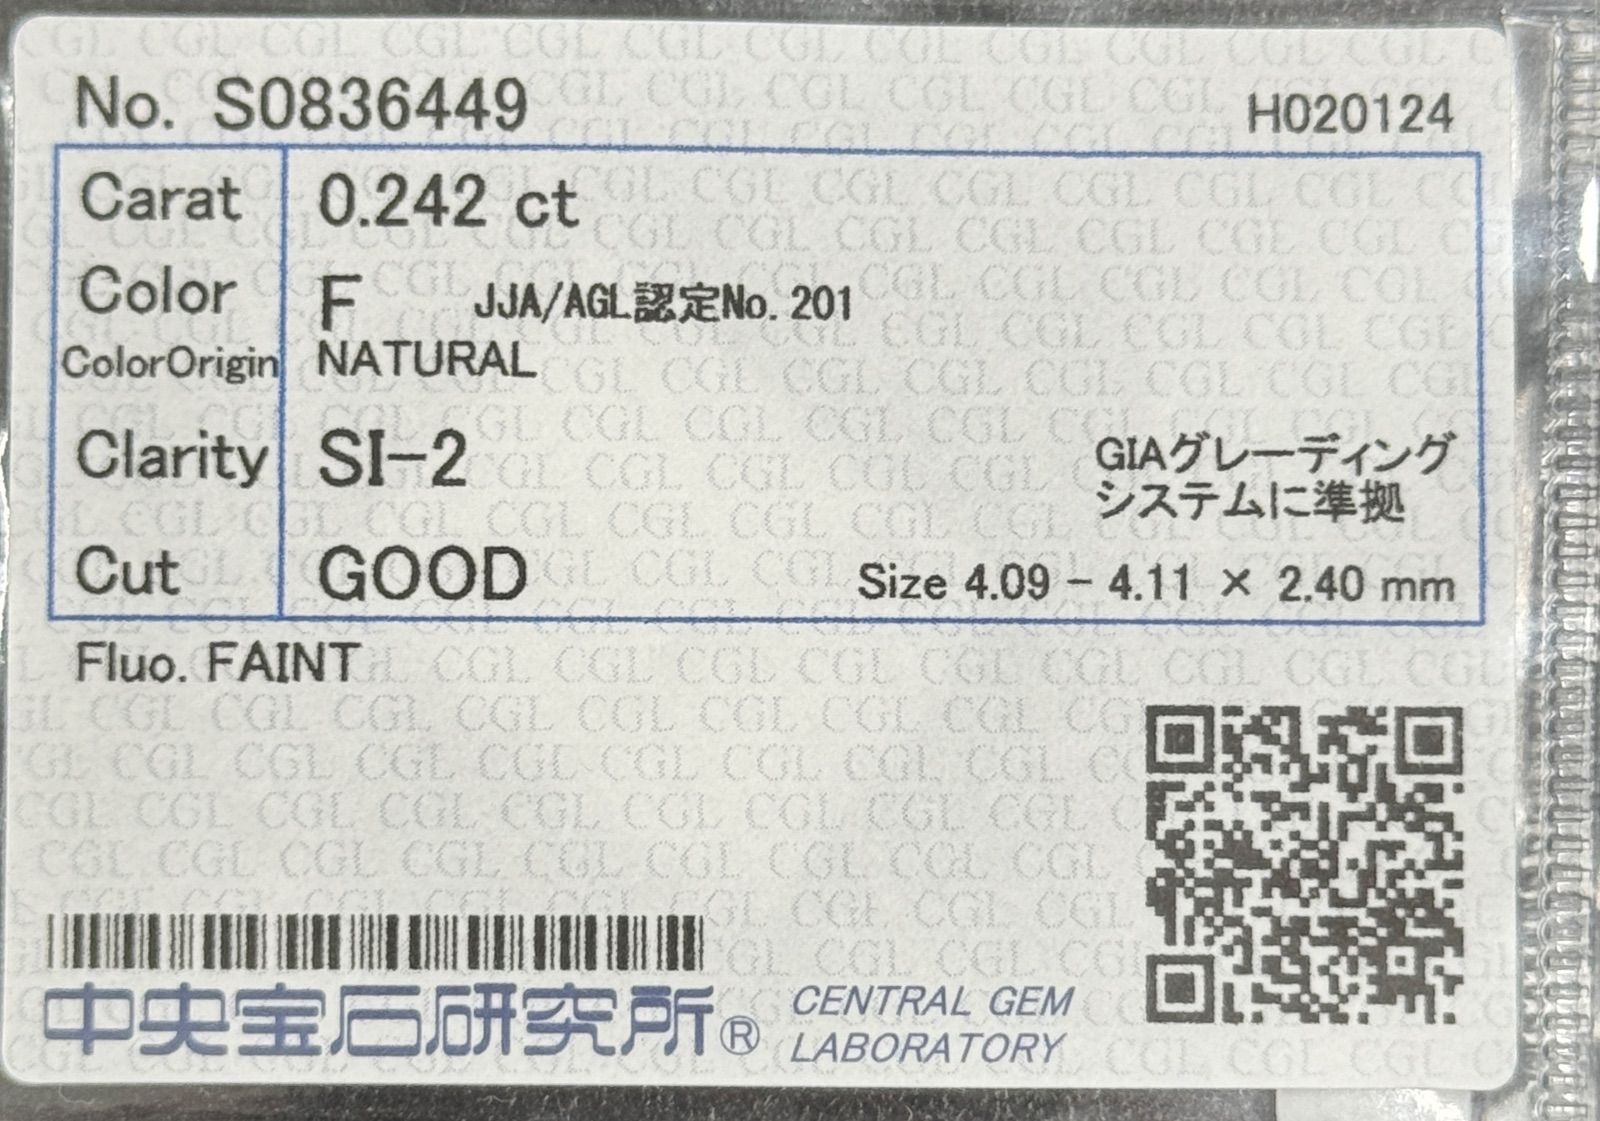 No. S0836449
H020124
Carat 0.242 ct
Color F JJA/AGL認定No.201
ColorOrigin NATURAL
Clarity SI-2
GIAグレーディング
システムに準拠
Cut GOOD Size 4.09 - 4.11 × 2.40 mm
Fluo. FAINT
中央宝石研究所® CENTRAL GEM
LABORATORY